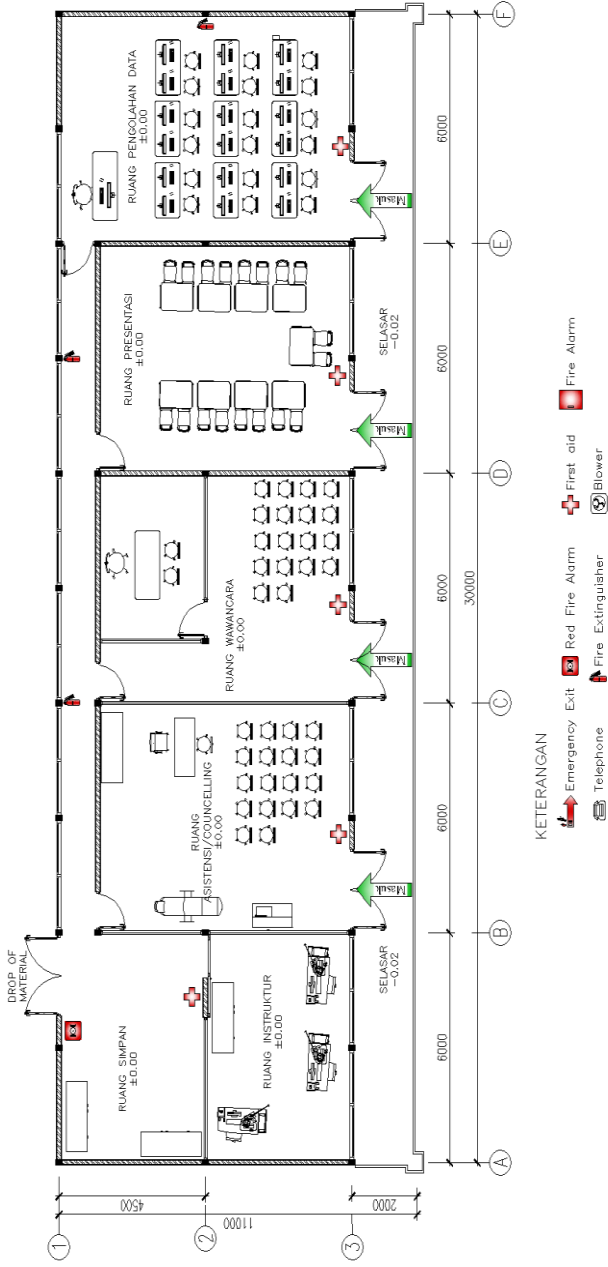 DROP OF
MATERIAL
RUANG SIMPAN
±0.00
RUANG INSTRUKTUR
±0.00
RUANG
ASISTENSI/COUNCELLING
±0.00
RUANG WAWANCARA
±0.00
RUANG PRESENTASI
±0.00
RUANG PENGOLAHAN DATA
±0.00
SELASAR
-0.02
SELASAR
-0.02
Masuk
Masuk
Masuk
Masuk
1
2
3
4500
11000
2000
6000
6000
6000
6000
6000
30000
A
B
C
D
E
F
KETERANGAN
Emergency Exit
Red Fire Alarm
First aid
Fire Alarm
Telephone
Fire Extinguisher
Blower